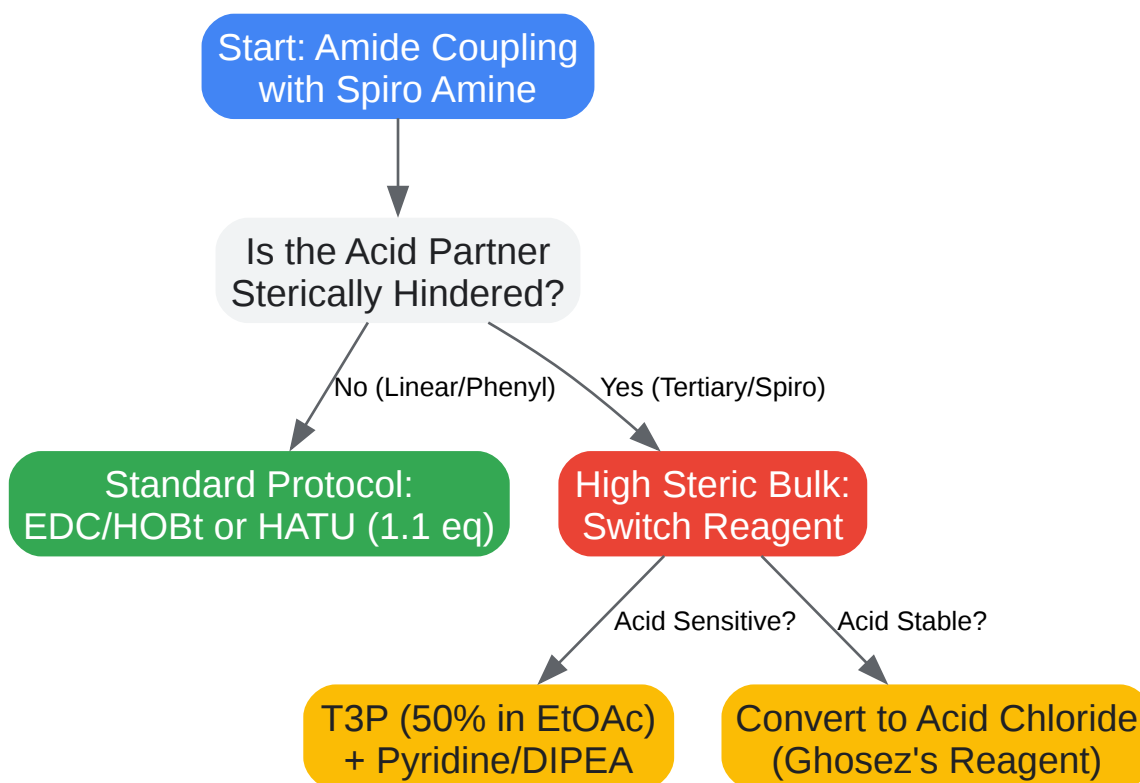 Start: Amide Coupling
with Spiro Amine
Is the Acid Partner
Sterically Hindered?
No (Linear/Phenyl)
Yes (Tertiary/Spiro)
Standard Protocol:
EDC/HOBt or HATU (1.1 eq)
High Steric Bulk:
Switch Reagent
Acid Sensitive?
Acid Stable?
T3P (50% in EtOAc)
+ Pyridine/DIPEA
Convert to Acid Chloride
(Ghosez's Reagent)